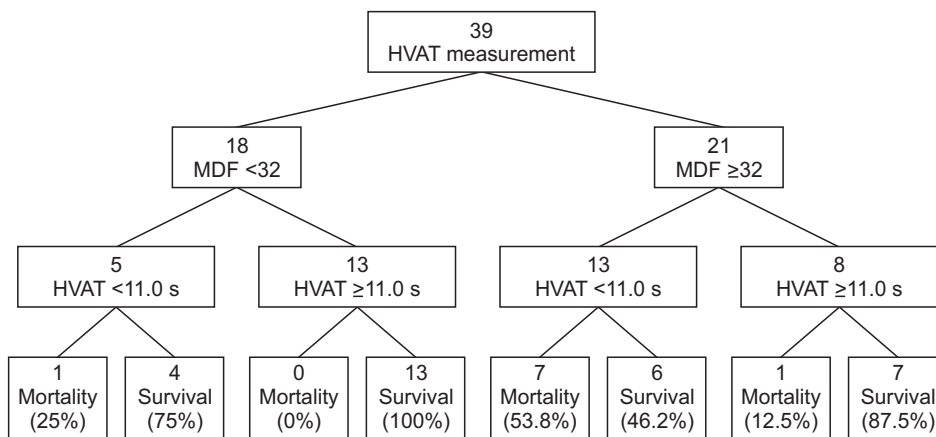 39
HVAT measurement
18
MDF <32
21
MDF ≥32
5
HVAT <11.0 s
13
HVAT ≥11.0 s
13
HVAT <11.0 s
8
HVAT ≥11.0 s
1
Mortality
(25%)
4
Survival
(75%)
0
Mortality
(0%)
13
Survival
(100%)
7
Mortality
(53.8%)
6
Survival
(46.2%)
1
Mortality
(12.5%)
7
Survival
(87.5%)